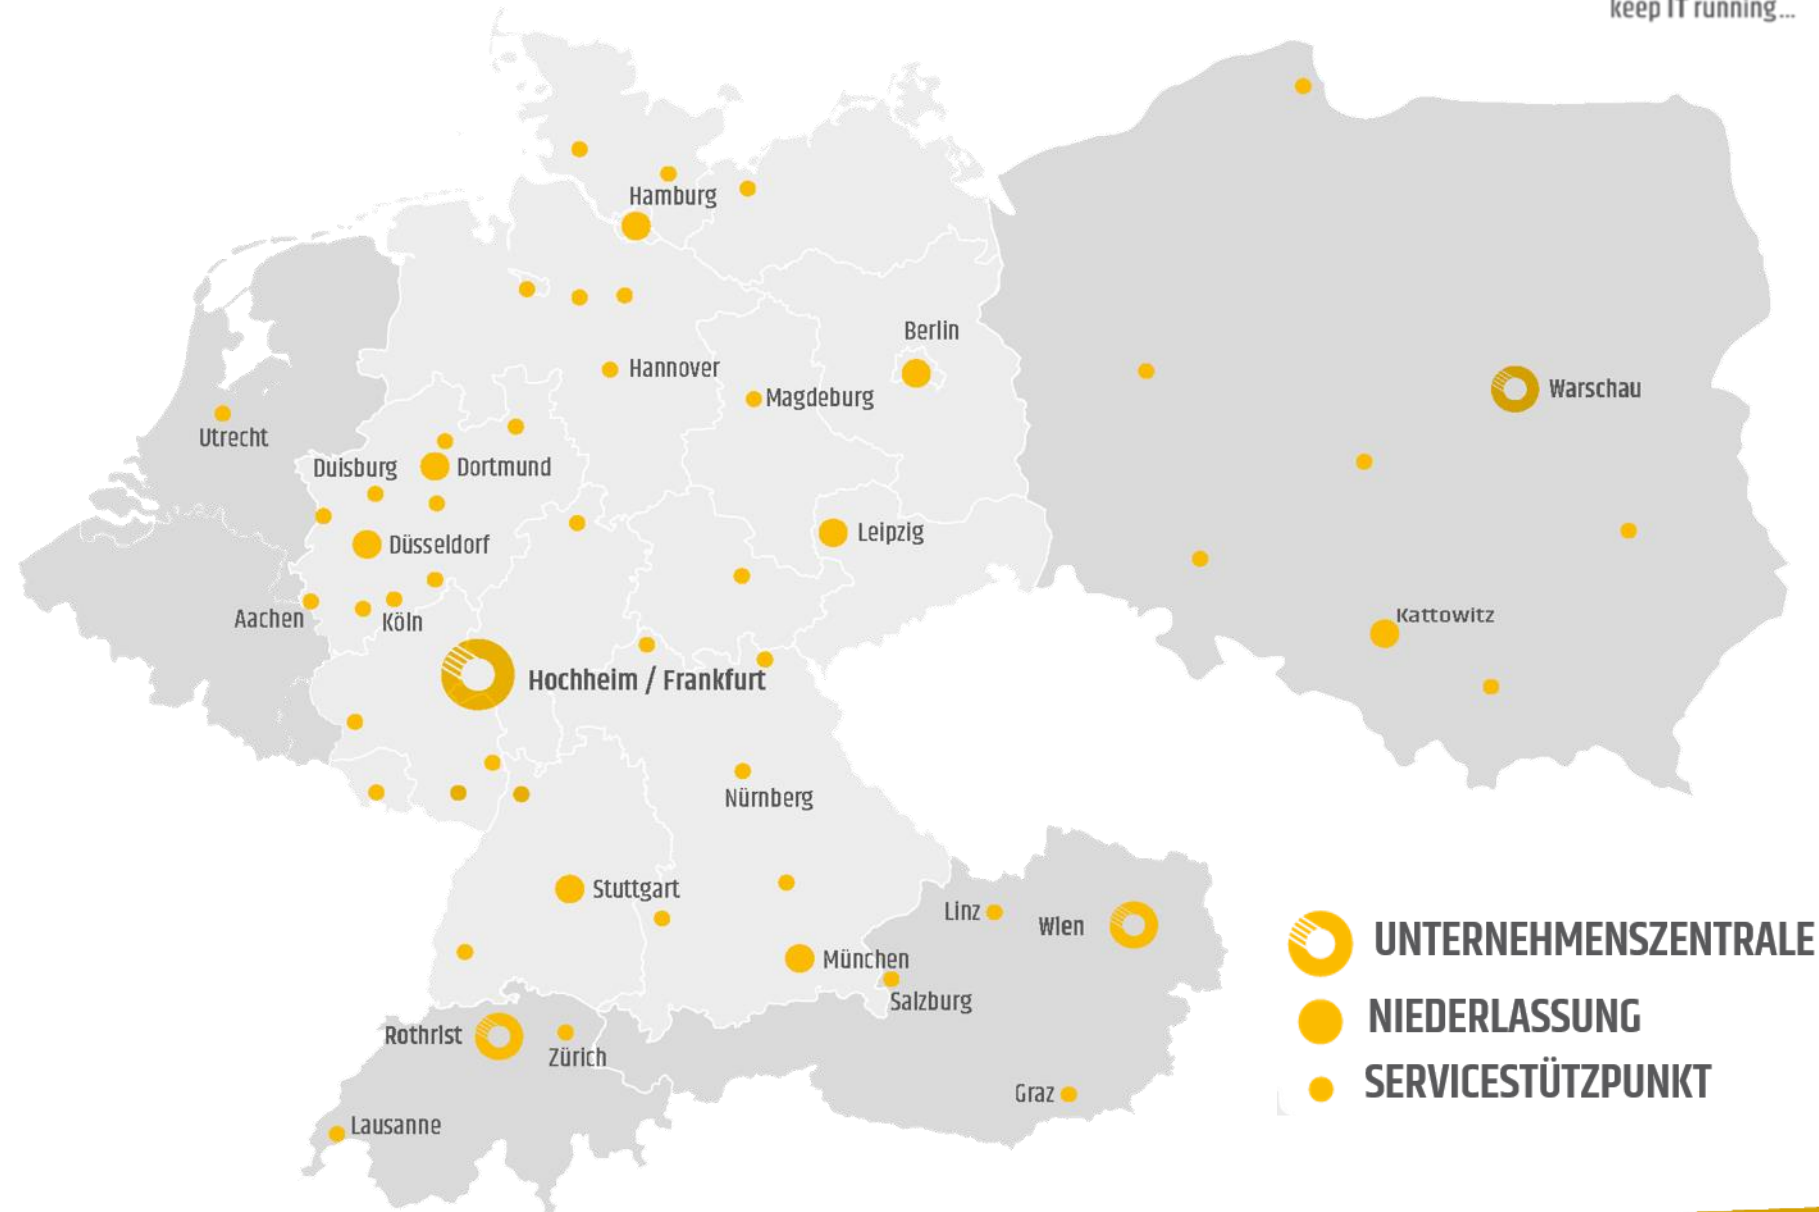 keep IT running...
Hamburg
Berlin
Hannover
Magdeburg
Warschau
Utrecht
Duisburg
Dortmund
Leipzig
Düsseldorf
Aachen
Köln
Kattowitz
Hochheim / Frankfurt
Nürnberg
Stuttgart
Linz
Wien
München
Salzburg
Rothrist
Zürich
Graz
Lausanne
UNTERNEHMENSZENTRALE
NIEDERLASSUNG
SERVICESTÜTZPUNKT